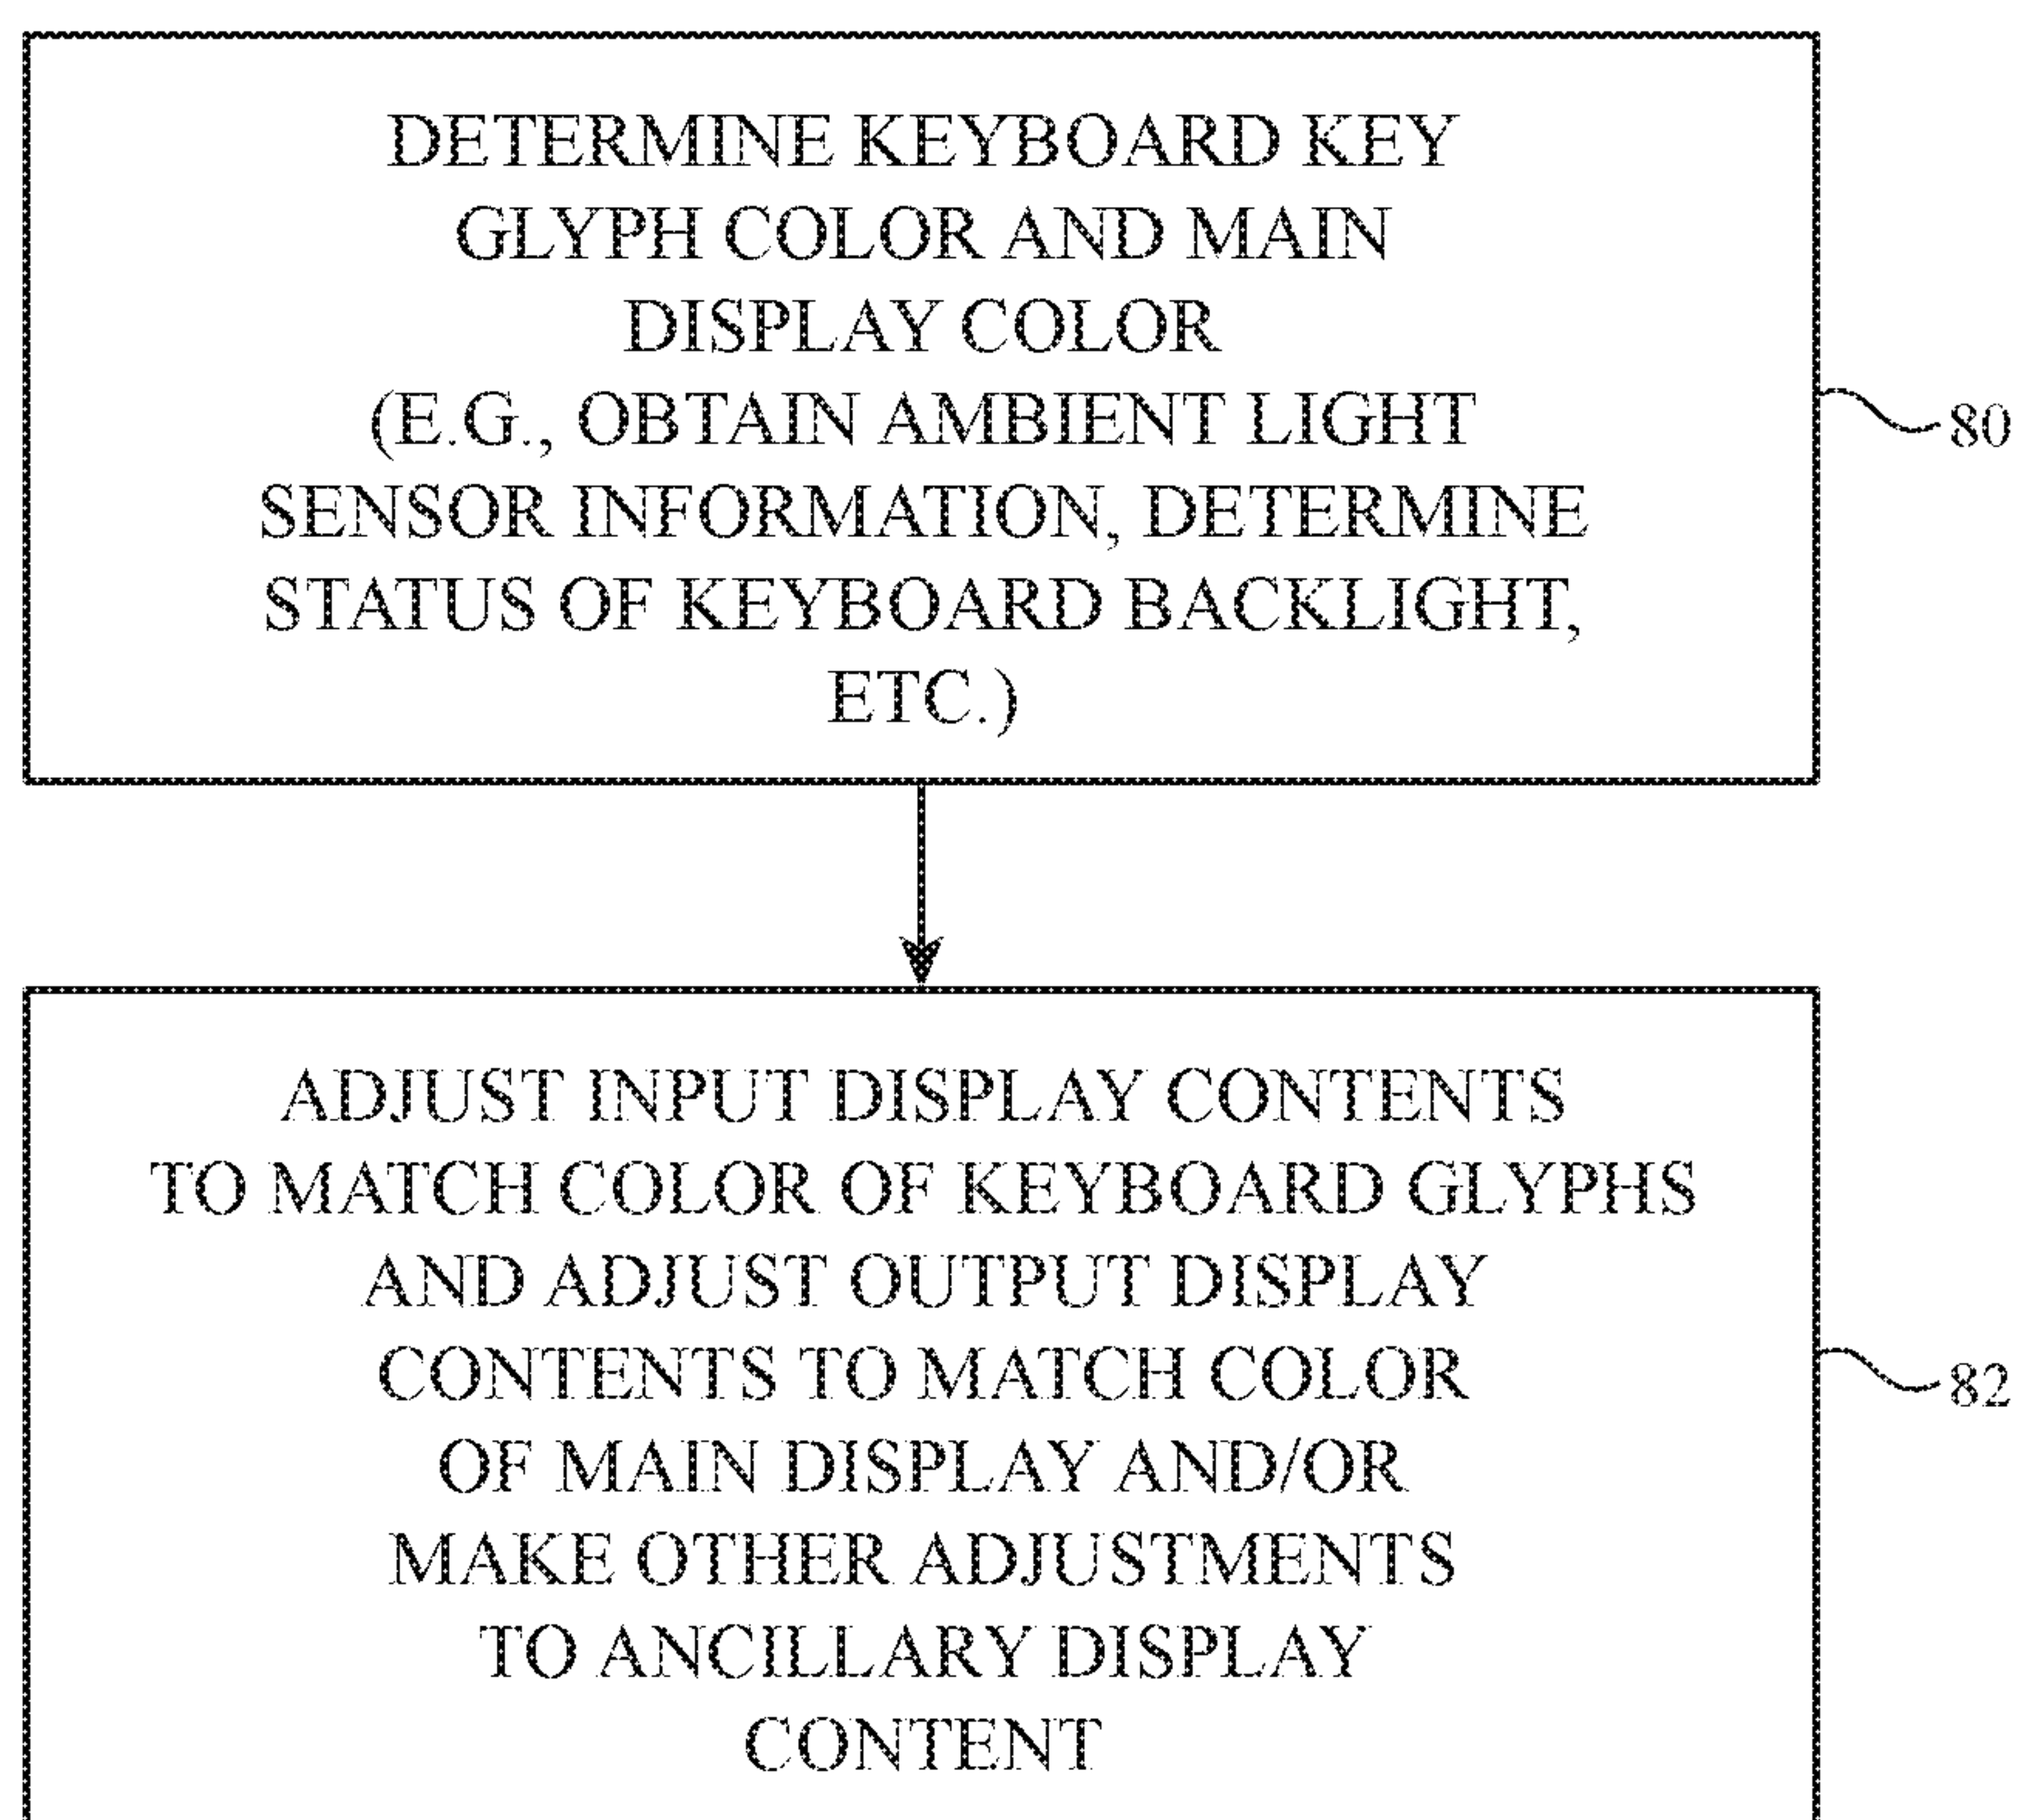 DETERMINE KEYBOARD KEY
GLYPH COLOR AND MAIN
DISPLAY COLOR
(E.G., OBTAIN AMBIENT LIGHT
SENSOR INFORMATION, DETERMINE
STATUS OF KEYBOARD BACKLIGHT,
ETC.)
80
ADJUST INPUT DISPLAY CONTENTS
TO MATCH COLOR OF KEYBOARD GLYPHS
AND ADJUST OUTPUT DISPLAY
CONTENTS TO MATCH COLOR
OF MAIN DISPLAY AND/OR
MAKE OTHER ADJUSTMENTS
TO ANCILLARY DISPLAY
CONTENT
82